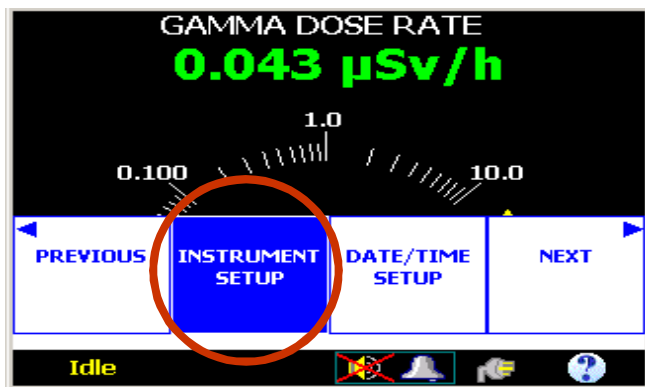 GAMMA DOSE RATE
0.043 µSv/h
1.0
0.100
10.0
PREVIOUS
INSTRUMENT
SETUP
DATE/TIME
SETUP
NEXT
Idle
?